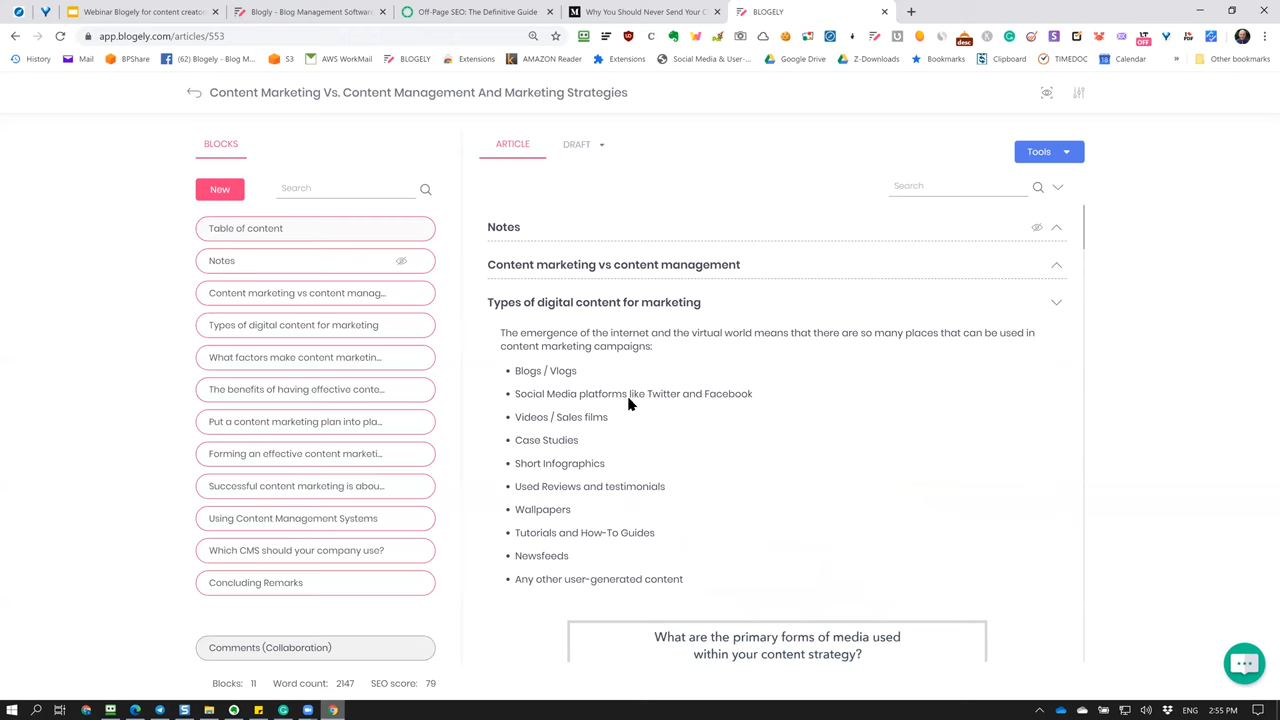 Webinar Blogely for content creator
Blogly - Blog Management Software
Off-Page SEO: The Definitive Guide
Why You Should Never Send Your C
BLOGELY
app.blogely.com/articles/553
desc
LT
OFF
PDF
History
Mail
BPShare
(62) Blogely - Blog M...
S3
AWS WorkMail
BLOGELY
Extensions
AMAZON Reader
Extensions
Social Media & User-...
Google Drive
Z-Downloads
Bookmarks
Clipboard
TIMEDOC
Calendar
»
Other bookmarks
Content Marketing Vs. Content Management And Marketing Strategies
BLOCKS
ARTICLE
DRAFT
Tools
New
Search
Search
Table of content
Notes
Content marketing vs content manag...
Types of digital content for marketing
What factors make content marketin...
The benefits of having effective conte...
Put a content marketing plan into pla...
Forming an effective content marketi...
Successful content marketing is abou...
Using Content Management Systems
Which CMS should your company use?
Concluding Remarks
Comments (Collaboration)
Blocks: 11 Word count: 2147 SEO score: 79
Notes
Content marketing vs content management
Types of digital content for marketing
The emergence of the internet and the virtual world means that there are so many places that can be used in
content marketing campaigns:
• Blogs / Vlogs
• Social Media platforms like Twitter and Facebook
• Videos / Sales films
• Case Studies
• Short Infographics
• Used Reviews and testimonials
• Wallpapers
• Tutorials and How-To Guides
• Newsfeeds
• Any other user-generated content
What are the primary forms of media used
within your content strategy?
ENG
2:55 PM